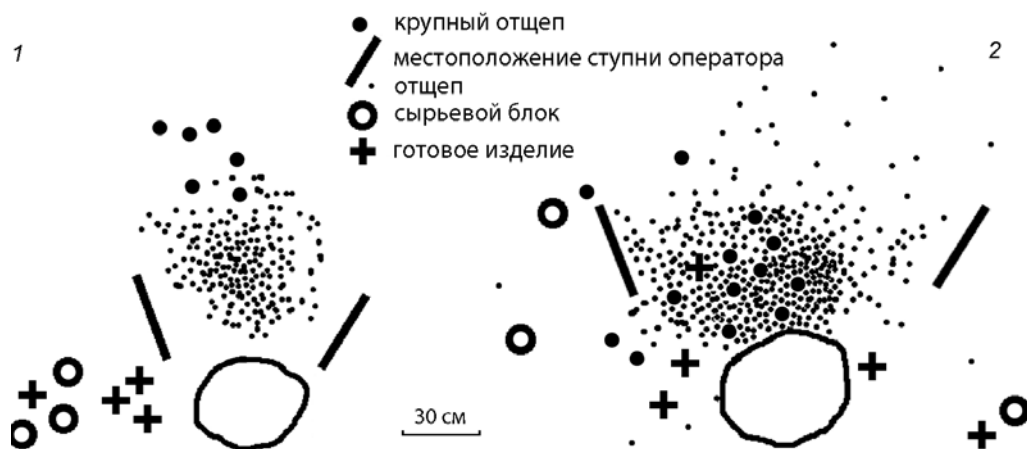 1
крупный отщеп
местоположение ступни оператора
отщеп
сырьевой блок
готовое изделие
2
30 см